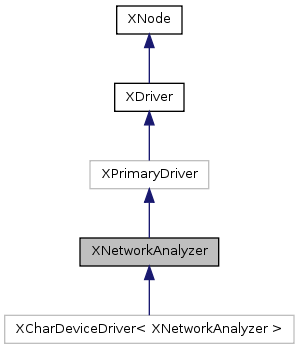 XNode
XDriver
XPrimaryDriver
XNetworkAnalyzer
XCharDeviceDriver< XNetworkAnalyzer >